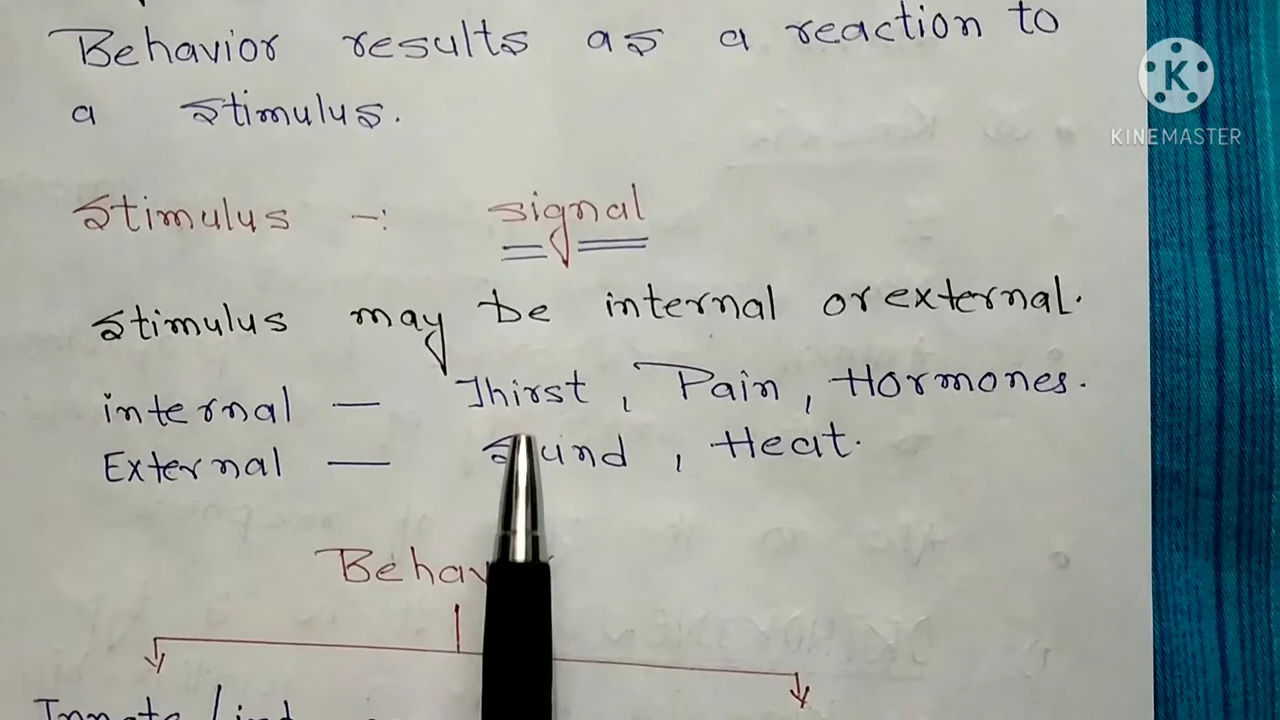 Behavior results as a reaction to
a stimulus.
K
KINEMASTER
Stimulus -: signal
Stimulus may be internal or external.
internal — Thirst, Pain, Hormones.
External — Sound, Heat.